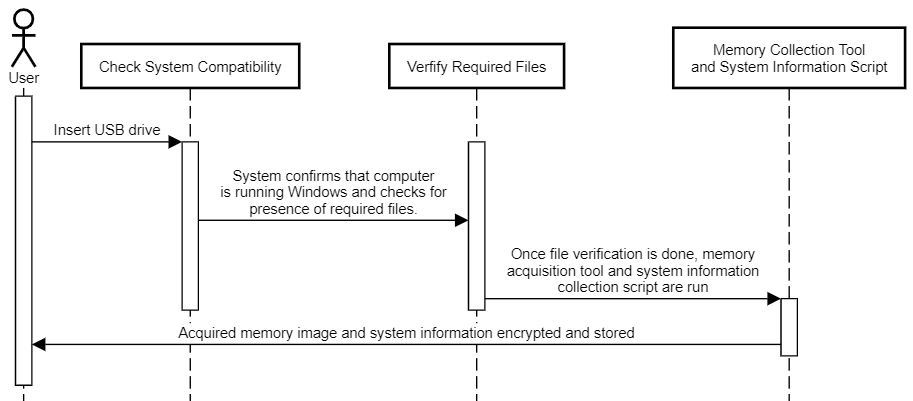 User
Check System Compatibility
Verfify Required Files
Memory Collection Tool
and System Information Script
Insert USB drive
System confirms that computer
is running Windows and checks for
presence of required files.
Once file verification is done, memory
acquisition tool and system information
collection script are run
Acquired memory image and system information encrypted and stored